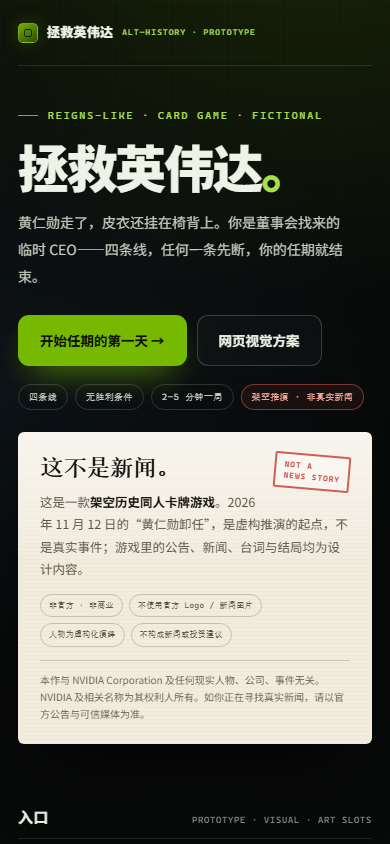 拯救英伟达 ALT-HISTORY · PROTOTYPE
REIGNS-LIKE · CARD GAME · FICTIONAL
拯救英伟达。
黄仁勋走了，皮衣还挂在椅背上。你是董事会找来的
临时 CEO——四条线，任何一条先断，你的任期就结
束。
开始任期的第一天 → 网页视觉方案
四条线 无胜利条件 2–5 分钟一局 架空推演 · 非真实新闻
这不是新闻。
NOT A
NEWS STORY
这是一款架空历史同人卡牌游戏。2026
年 11 月 12 日的“黄仁勋卸任”，是虚构推演的起点，不
是真实事件；游戏里的公告、新闻、台词与结局均为设
计内容。
非官方 · 非商业 不使用官方 Logo / 新闻图片
人物为虚构化演绎 不构成新闻或投资建议
本作与 NVIDIA Corporation 及任何现实人物、公司、事件无关。
NVIDIA 及相关名称为其权利人所有。如你正在寻找真实新闻，请以官
方公告与可信媒体为准。
入口 PROTOTYPE · VISUAL · ART SLOTS